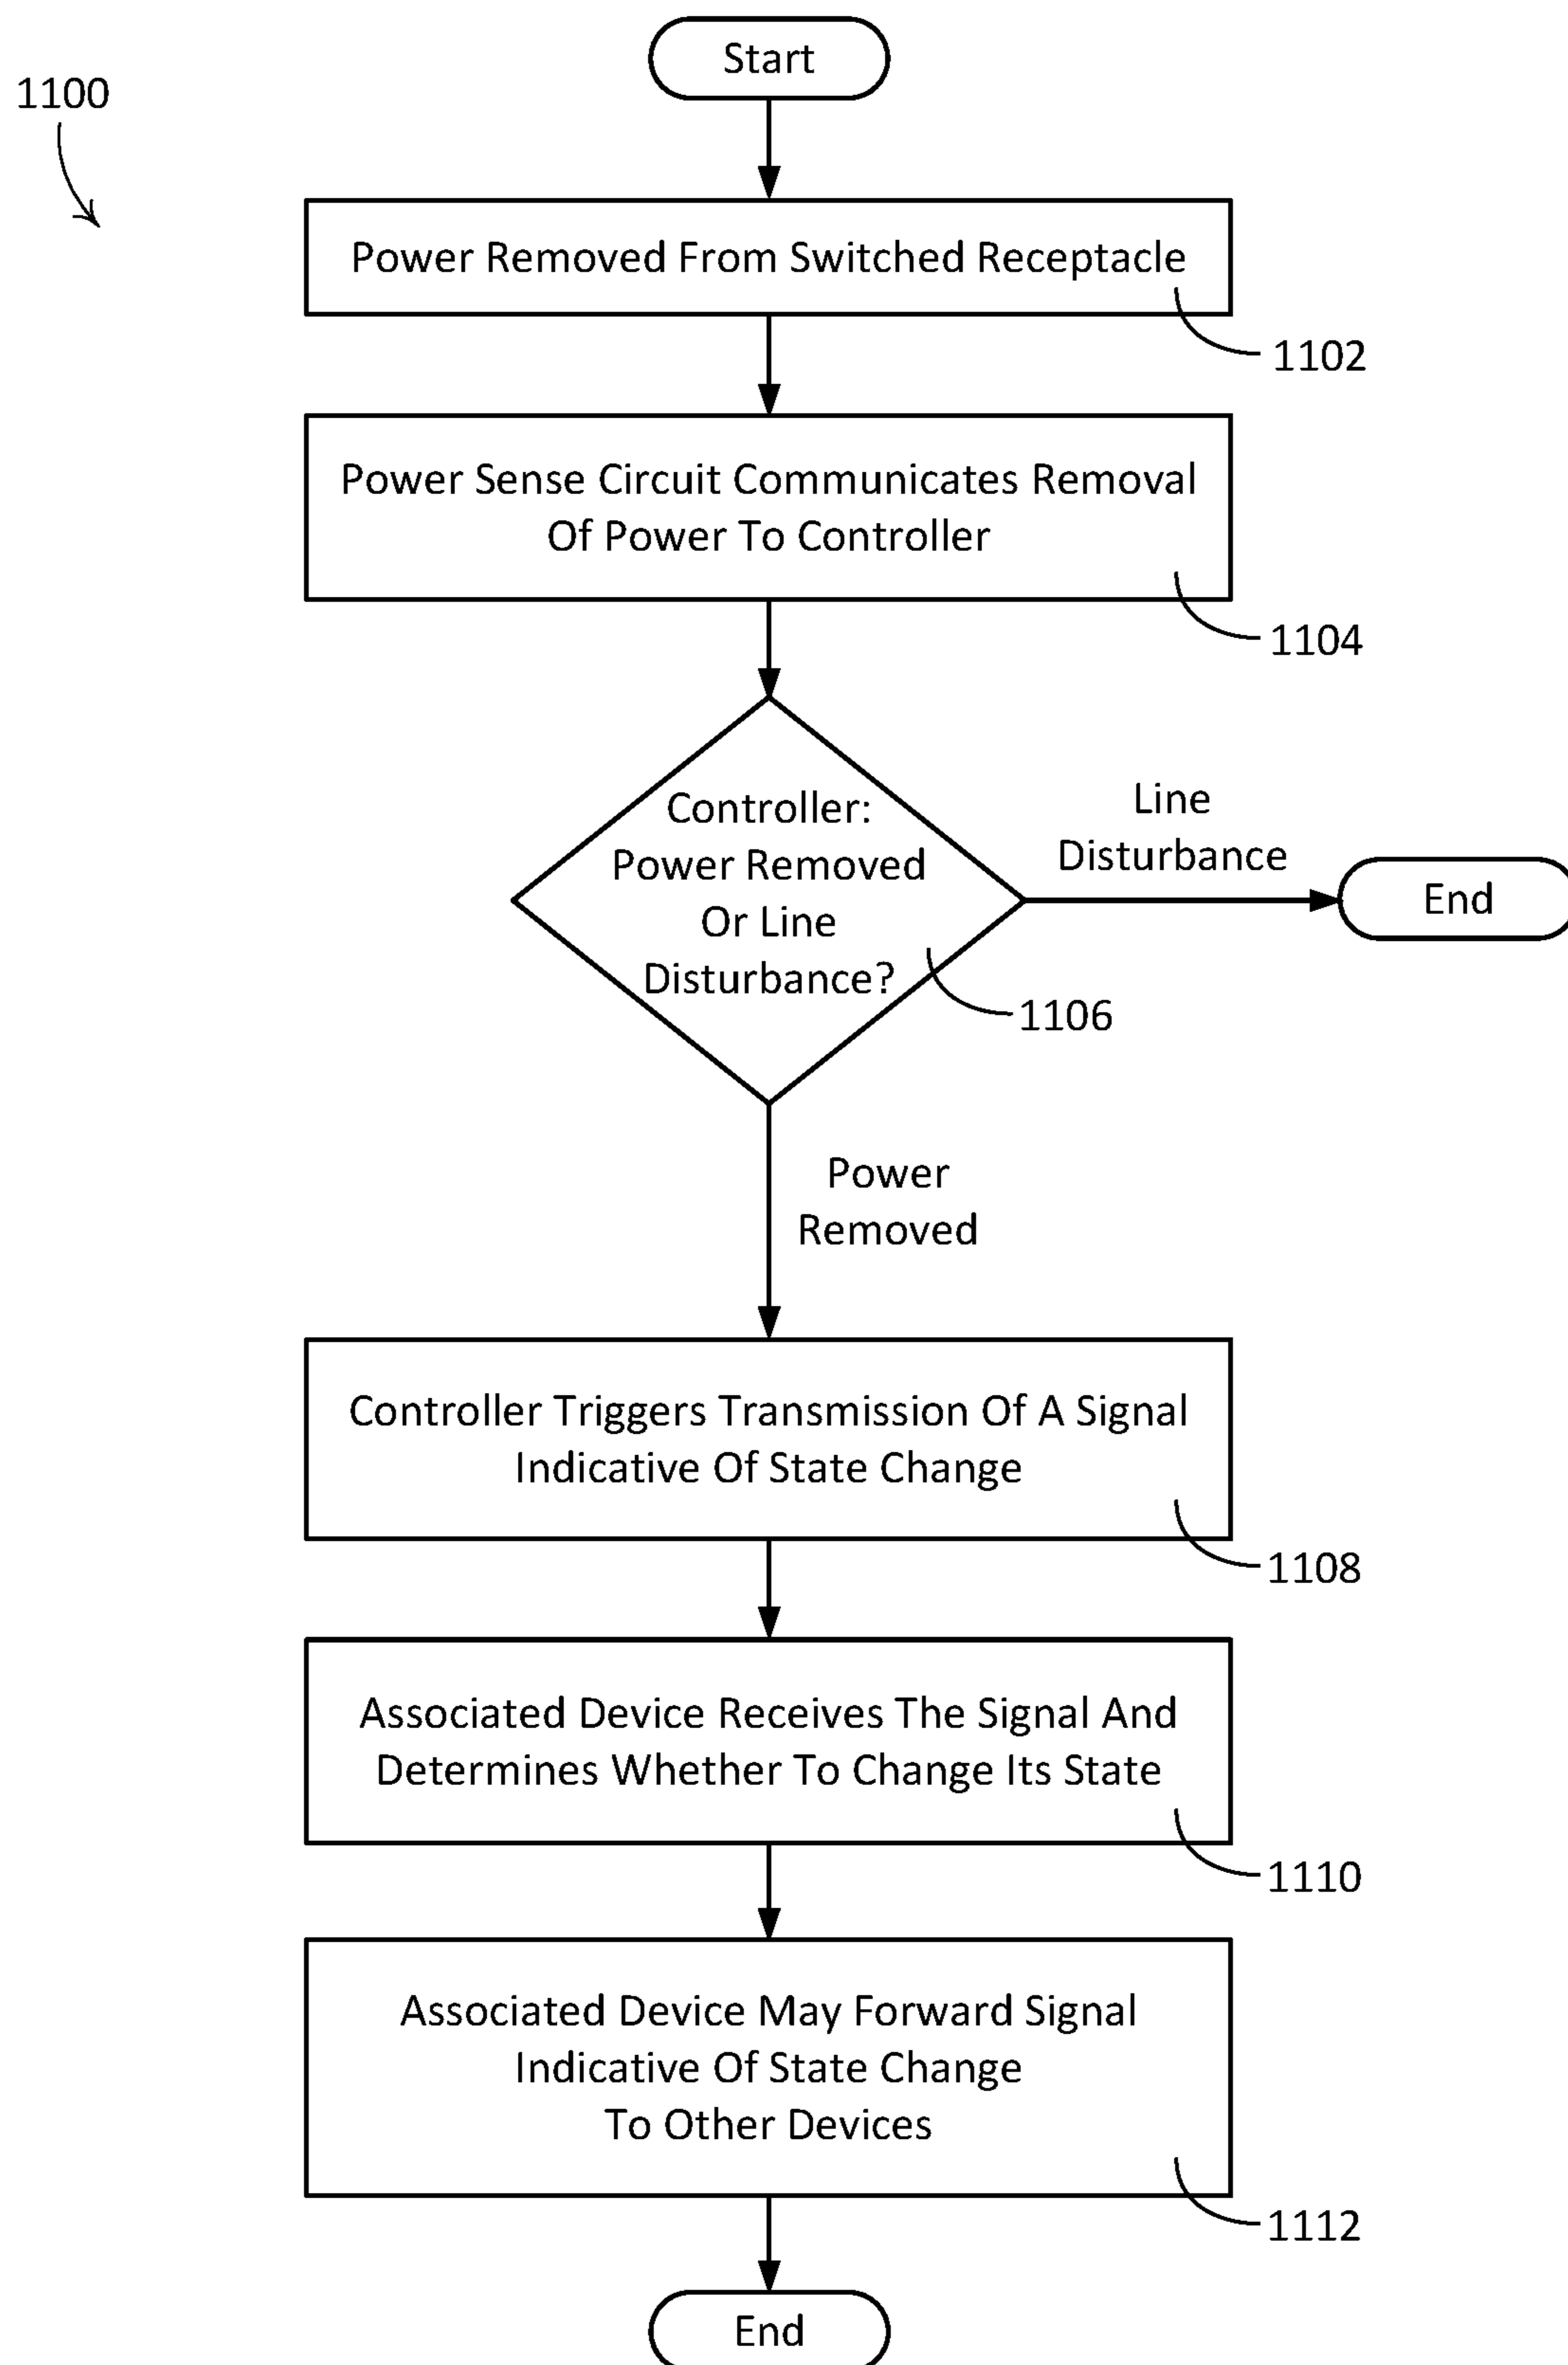 Start
1100
Power Removed From Switched Receptacle
1102
Power Sense Circuit Communicates Removal
Of Power To Controller
1104
Controller:
Power Removed
Or Line
Disturbance?
1106
Line
Disturbance
End
Power
Removed
Controller Triggers Transmission Of A Signal
Indicative Of State Change
1108
Associated Device Receives The Signal And
Determines Whether To Change Its State
1110
Associated Device May Forward Signal
Indicative Of State Change
To Other Devices
1112
End